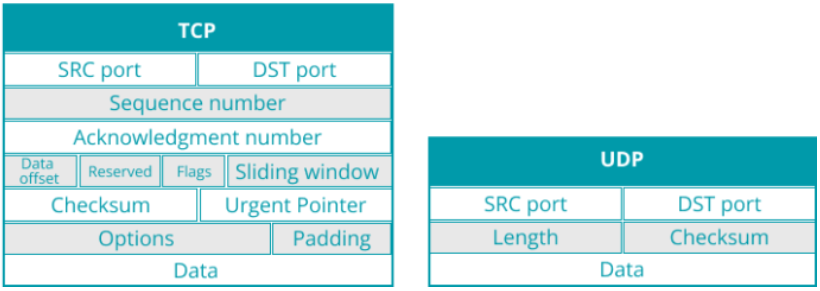 TCP
SRC port DST port
Sequence number
Acknowledgment number
Data offset Reserved Flags Sliding window
Checksum Urgent Pointer
Options Padding
Data
UDP
SRC port DST port
Length Checksum
Data